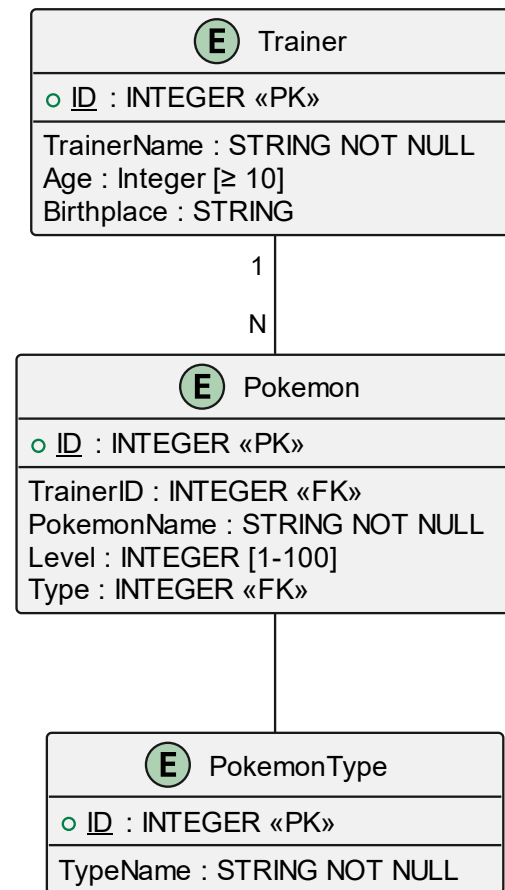 E Trainer
ID : INTEGER «PK»
TrainerName : STRING NOT NULL
Age : Integer [≥ 10]
Birthplace : STRING
1
N
E Pokemon
ID : INTEGER «PK»
TrainerID : INTEGER «FK»
PokemonName : STRING NOT NULL
Level : INTEGER [1-100]
Type : INTEGER «FK»
E PokemonType
ID : INTEGER «PK»
TypeName : STRING NOT NULL